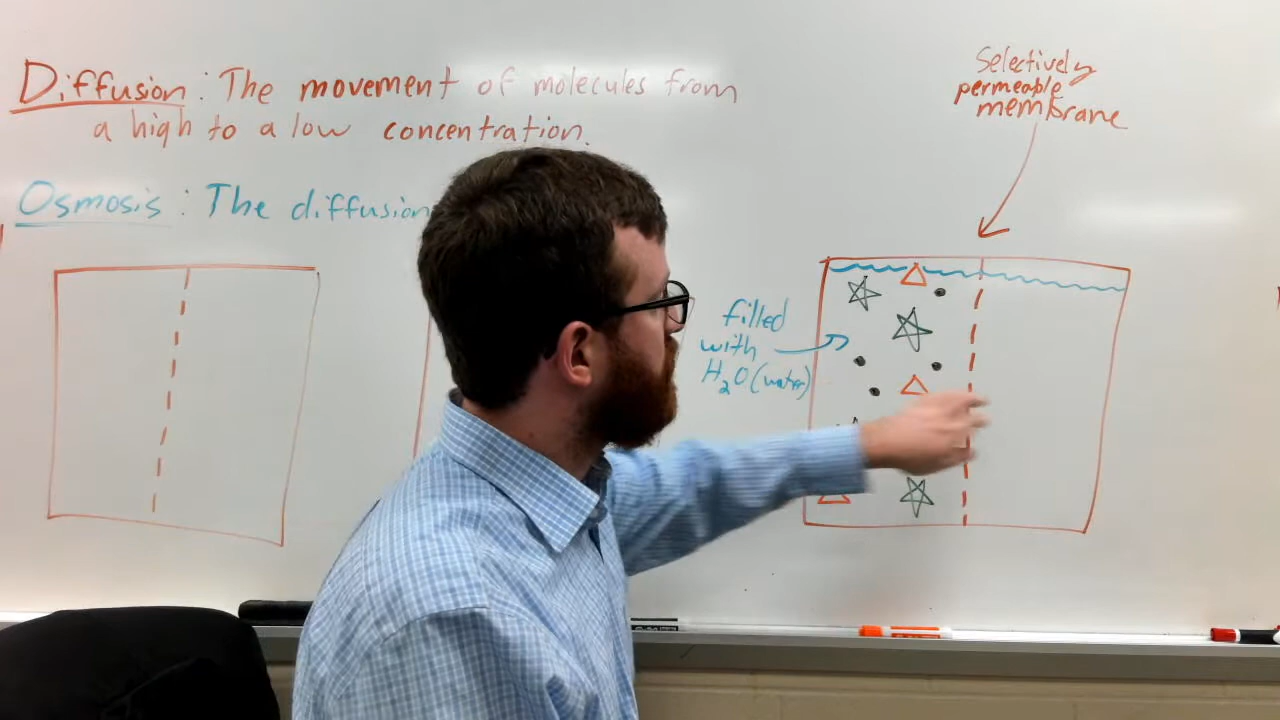 Diffusion: The movement of molecules from
a high to a low concentration.
Osmosis: The diffusion
Selectively
permeable
membrane
filled
with
H₂O (water)